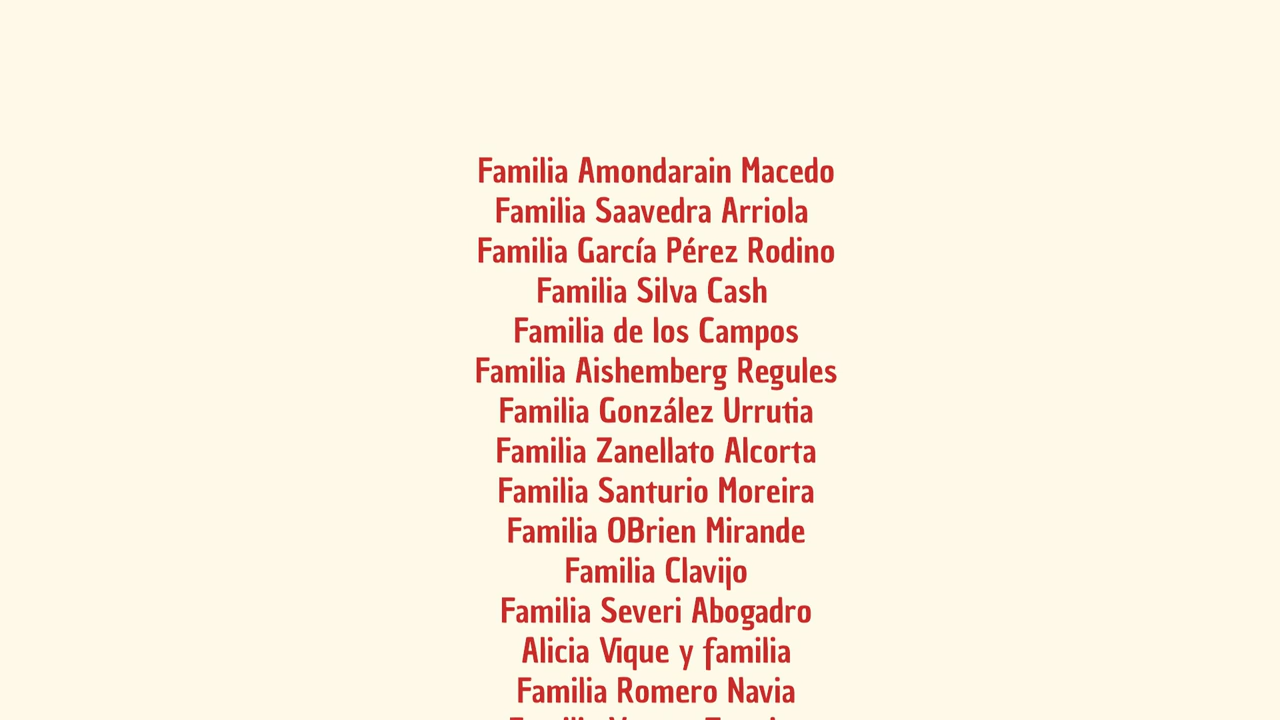 Familia Amondarain Macedo
Familia Saavedra Arriola
Familia García Pérez Rodino
Familia Silva Cash
Familia de los Campos
Familia Aishemberg Regules
Familia González Urrutia
Familia Zanellato Alcorta
Familia Santurio Moreira
Familia OBrien Mirande
Familia Clavijo
Familia Severi Abogadro
Alicia Vique y familia
Familia Romero Navia
Familia